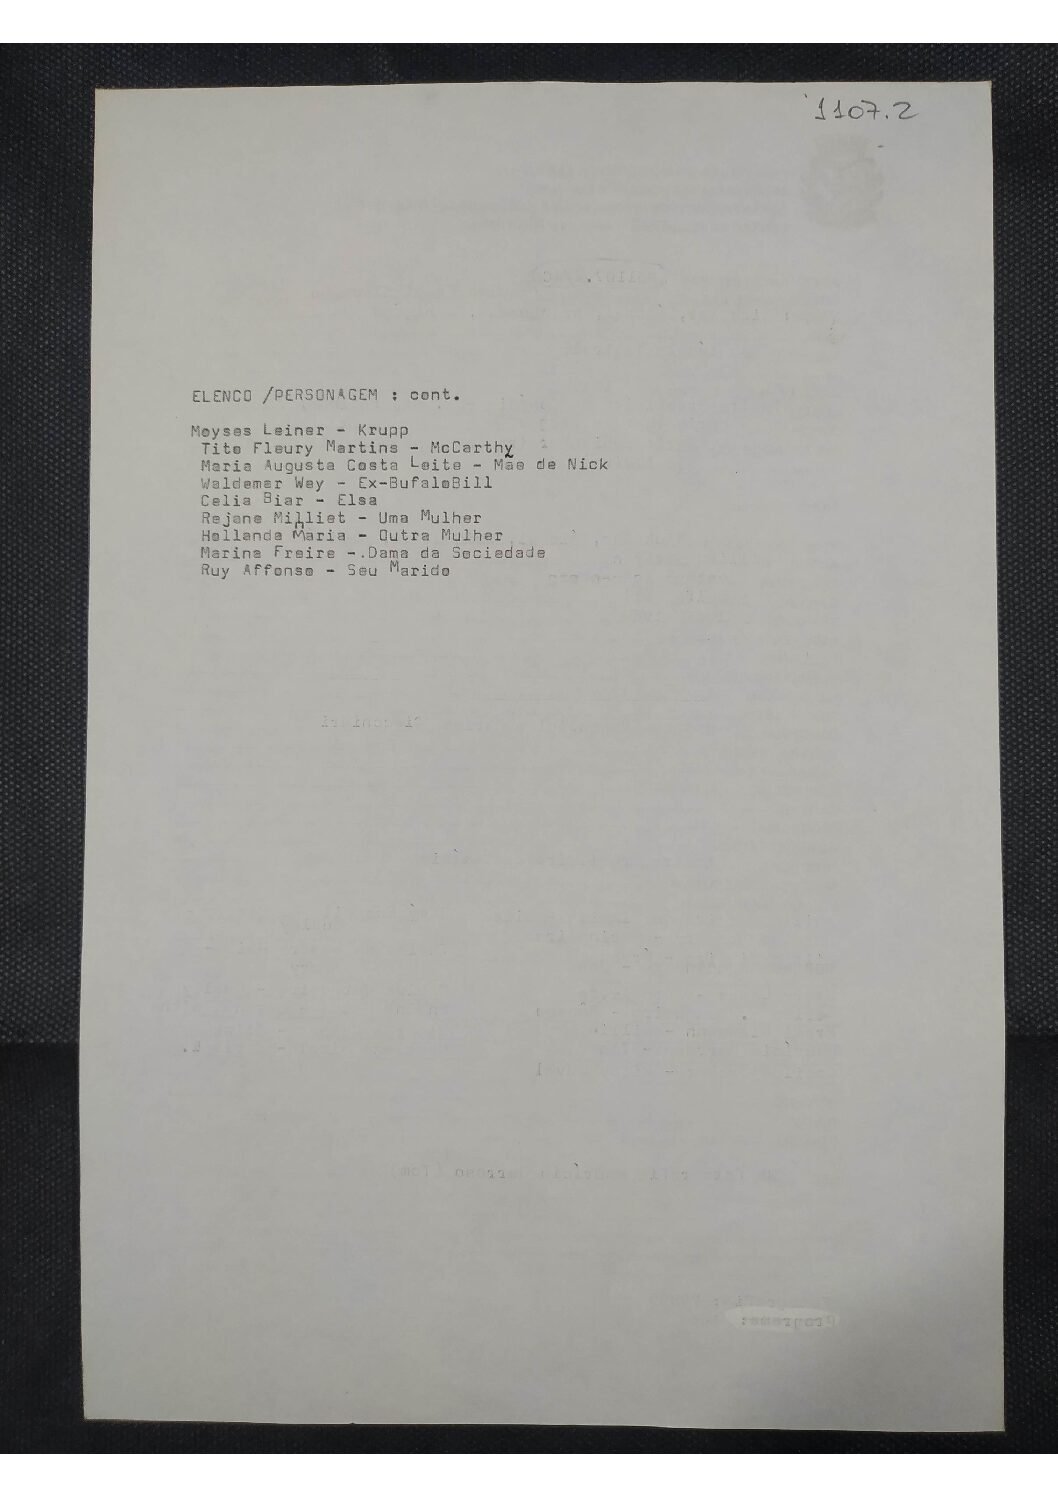 1107.2
ELENCO /PERSONAGEM : cont.
Moyses Leiner - Krupp
Tito Fleury Martins - McCarthy
Maria Augusta Costa Leite - Mae de Nick
Waldemar Wey - Ex-BufaloBill
Celia Biar - Elsa
Rejane Milliet - Uma Mulher
Hollanda Maria - Outra Mulher
Marina Freire -.Dama da Sociedade
Ruy Affonso - Seu Marido